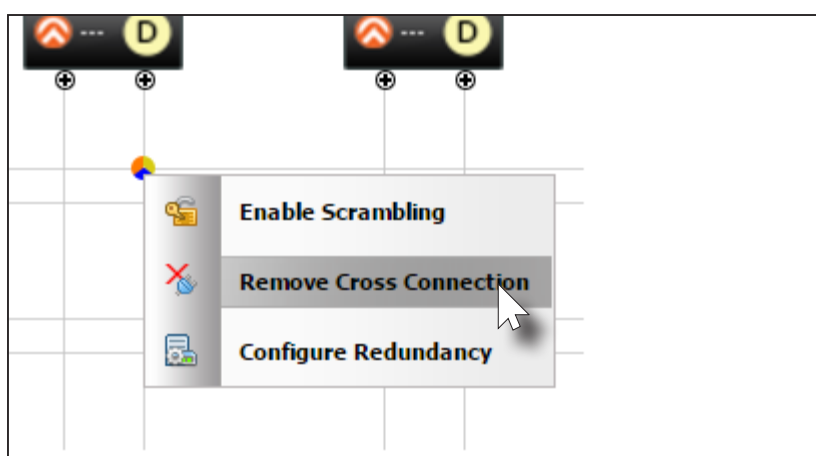 --- D --- D
Enable Scrambling
Remove Cross Connection
Configure Redundancy